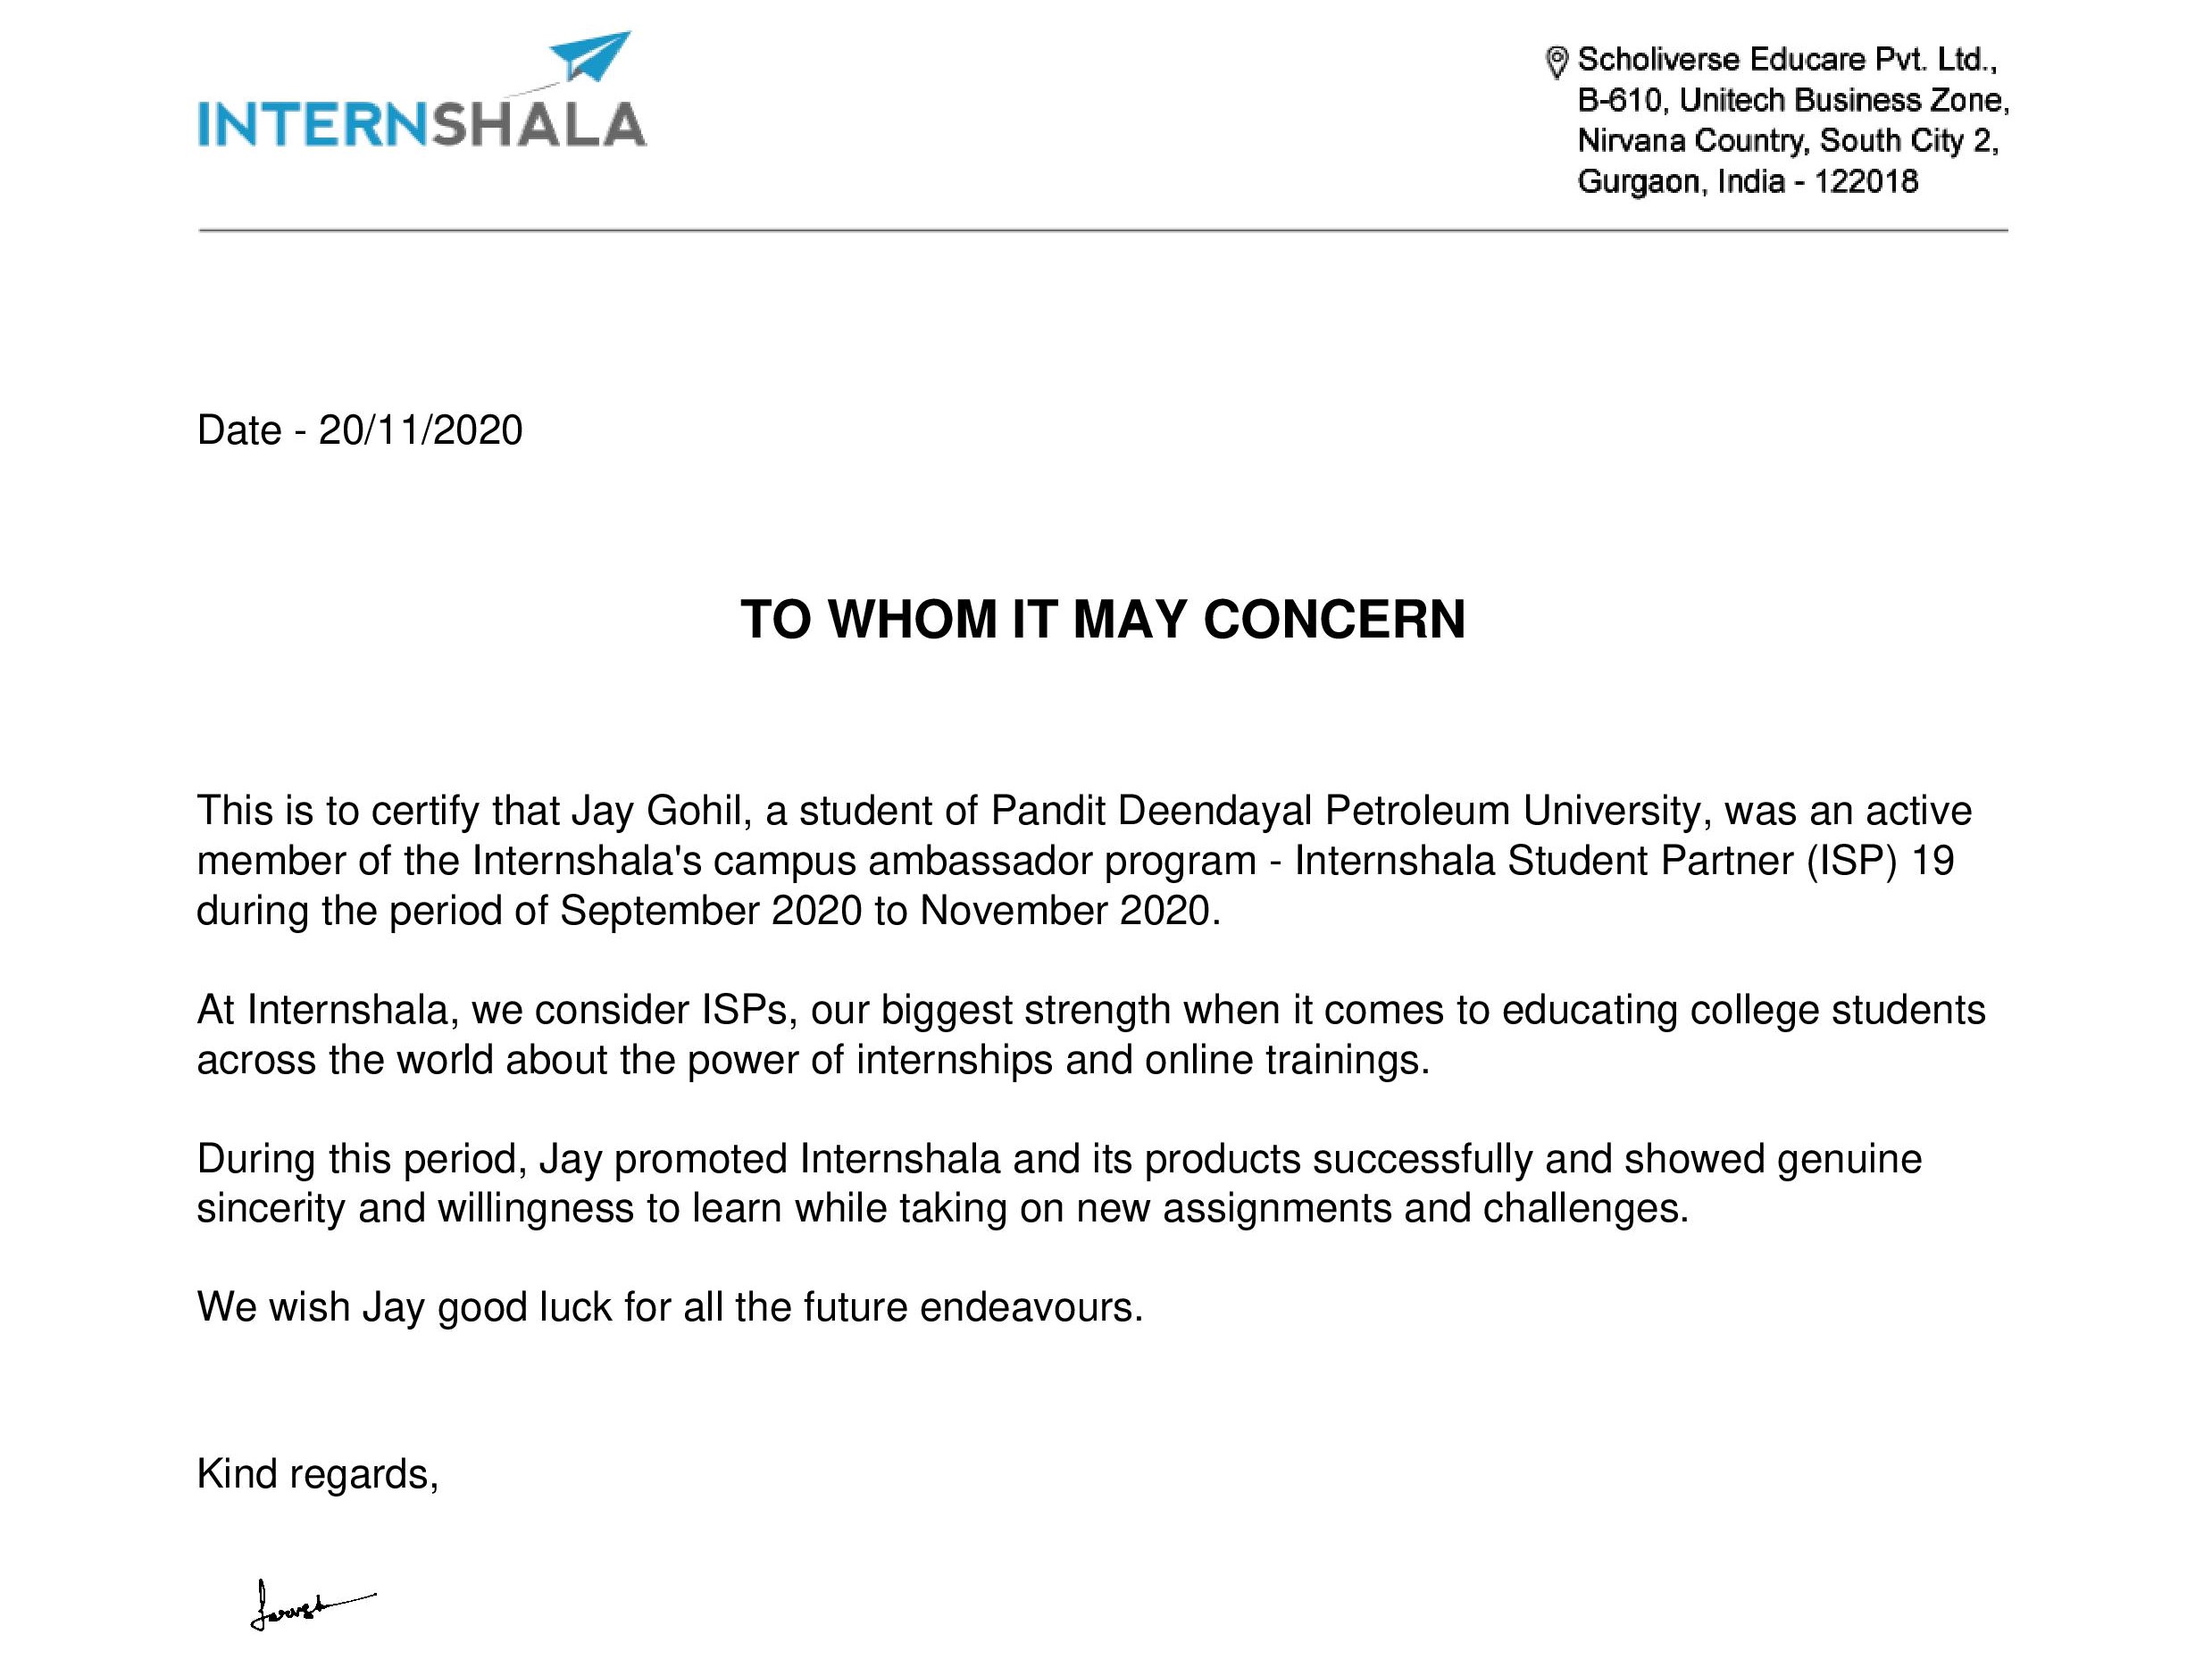 INTERNSHALA
Scholiverse Educare Pvt. Ltd.,
B-610, Unitech Business Zone,
Nirvana Country, South City 2,
Gurgaon, India - 122018
Date - 20/11/2020
TO WHOM IT MAY CONCERN
This is to certify that Jay Gohil, a student of Pandit Deendayal Petroleum University, was an active
member of the Internshala's campus ambassador program - Internshala Student Partner (ISP) 19
during the period of September 2020 to November 2020.
At Internshala, we consider ISPs, our biggest strength when it comes to educating college students
across the world about the power of internships and online trainings.
During this period, Jay promoted Internshala and its products successfully and showed genuine
sincerity and willingness to learn while taking on new assignments and challenges.
We wish Jay good luck for all the future endeavours.
Kind regards,